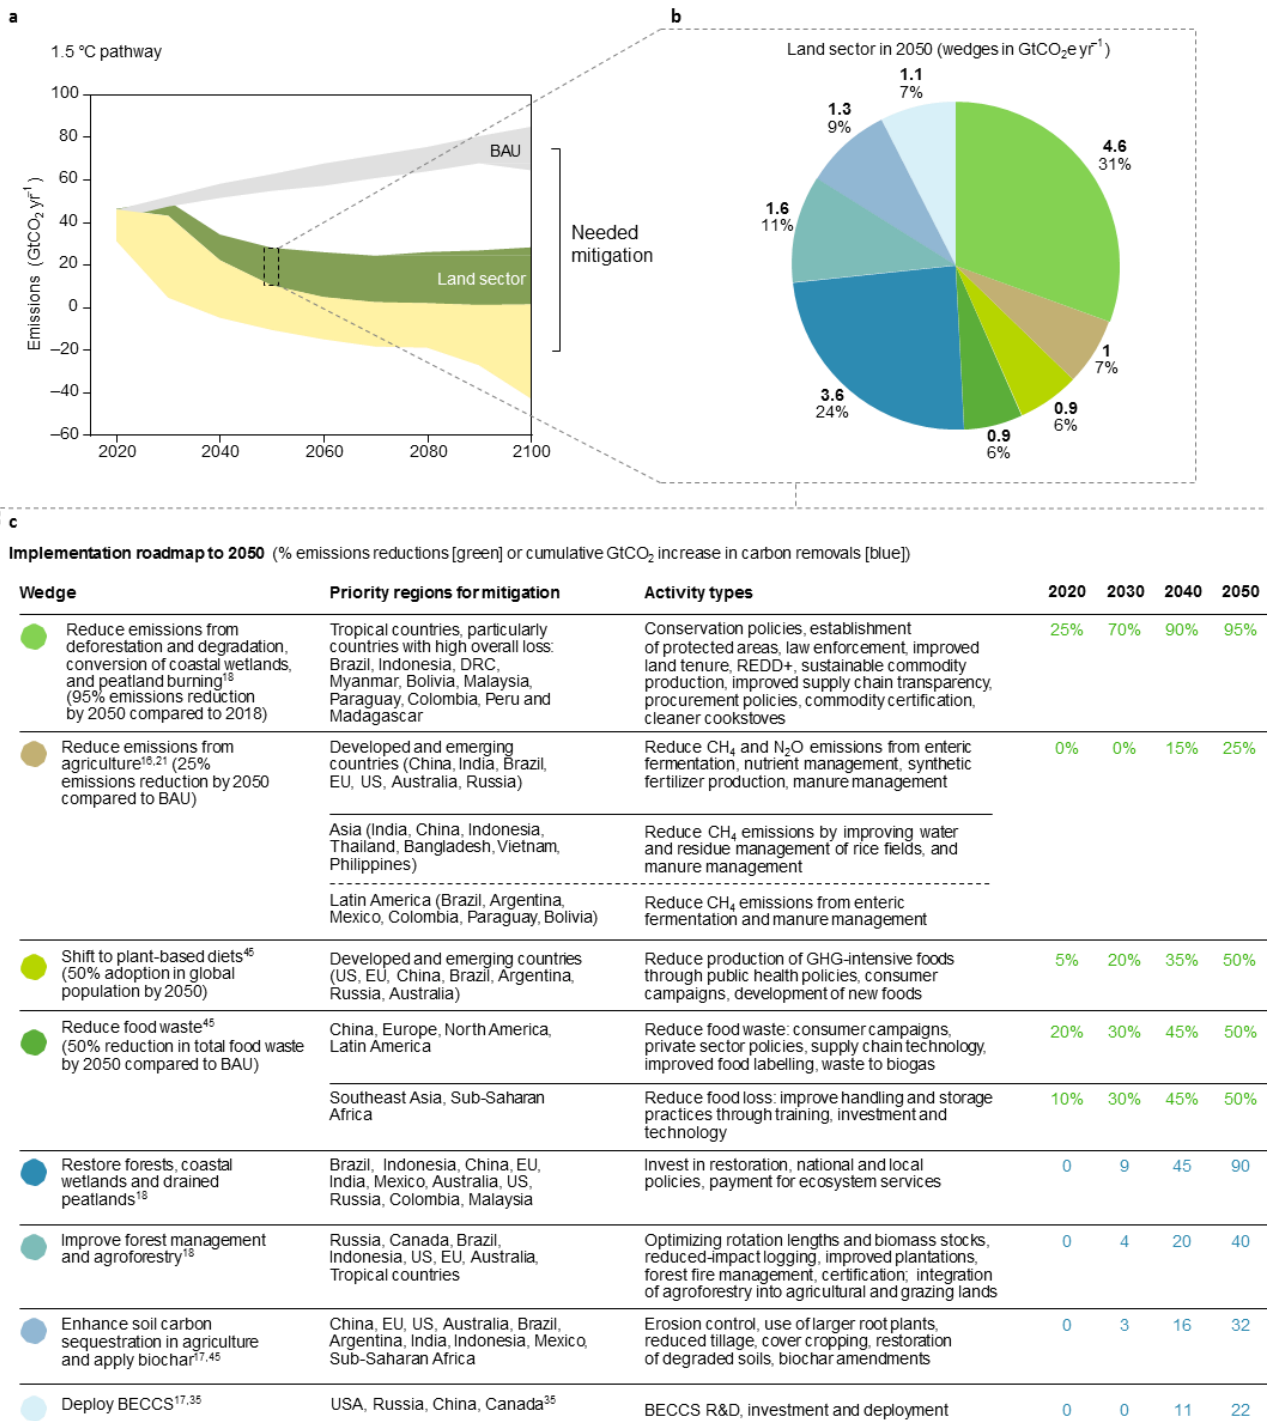 a
1.5 °C pathway
Emissions (GtCO2 yr−1)
100
80
60
40
20
0
–20
–40
–60
2020
2040
2060
2080
2100
BAU
Land sector
Needed
mitigation
b
Land sector in 2050 (wedges in GtCO2e yr−1)
1.1
7%
1.3
9%
4.6
31%
1.6
11%
1
7%
3.6
24%
0.9
6%
0.9
6%
c
Implementation roadmap to 2050 (% emissions reductions [green] or cumulative GtCO2 increase in carbon removals [blue])
Wedge Priority regions for mitigation Activity types 2020 2030 2040 2050
Reduce emissions from
deforestation and degradation,
conversion of coastal wetlands,
and peatland burning18
(95% emissions reduction
by 2050 compared to 2018)
Tropical countries, particularly
countries with high overall loss:
Brazil, Indonesia, DRC,
Myanmar, Bolivia, Malaysia,
Paraguay, Colombia, Peru and
Madagascar
Conservation policies, establishment
of protected areas, law enforcement, improved
land tenure, REDD+, sustainable commodity
production, improved supply chain transparency,
procurement policies, commodity certification,
cleaner cookstoves
25% 70% 90% 95%
Reduce emissions from
agriculture16,21 (25%
emissions reduction by 2050
compared to BAU)
Developed and emerging
countries (China, India, Brazil,
EU, US, Australia, Russia)
Reduce CH4 and N2O emissions from enteric
fermentation, nutrient management, synthetic
fertilizer production, manure management
0% 0% 15% 25%
Asia (India, China, Indonesia,
Thailand, Bangladesh, Vietnam,
Philippines)
Reduce CH4 emissions by improving water
and residue management of rice fields, and
manure management
Latin America (Brazil, Argentina,
Mexico, Colombia, Paraguay, Bolivia)
Reduce CH4 emissions from enteric
fermentation and manure management
Shift to plant-based diets45
(50% adoption in global
population by 2050)
Developed and emerging countries
(US, EU, China, Brazil, Argentina,
Russia, Australia)
Reduce production of GHG-intensive foods
through public health policies, consumer
campaigns, development of new foods
5% 20% 35% 50%
Reduce food waste45
(50% reduction in total food waste
by 2050 compared to BAU)
China, Europe, North America,
Latin America
Reduce food waste: consumer campaigns,
private sector policies, supply chain technology,
improved food labelling, waste to biogas
20% 30% 45% 50%
Southeast Asia, Sub-Saharan
Africa
Reduce food loss: improve handling and storage
practices through training, investment and
technology
10% 30% 45% 50%
Restore forests, coastal
wetlands and drained
peatlands18
Brazil, Indonesia, China, EU,
India, Mexico, Australia, US,
Russia, Colombia, Malaysia
Invest in restoration, national and local
policies, payment for ecosystem services
0 9 45 90
Improve forest management
and agroforestry18
Russia, Canada, Brazil,
Indonesia, US, EU, Australia,
Tropical countries
Optimizing rotation lengths and biomass stocks,
reduced-impact logging, improved plantations,
forest fire management, certification; integration
of agroforestry into agricultural and grazing lands
0 4 20 40
Enhance soil carbon
sequestration in agriculture
and apply biochar17,45
China, EU, US, Australia, Brazil,
Argentina, India, Indonesia, Mexico,
Sub-Saharan Africa
Erosion control, use of larger root plants,
reduced tillage, cover cropping, restoration
of degraded soils, biochar amendments
0 3 16 32
Deploy BECCS17,35
USA, Russia, China, Canada35
BECCS R&D, investment and deployment
0 0 11 22